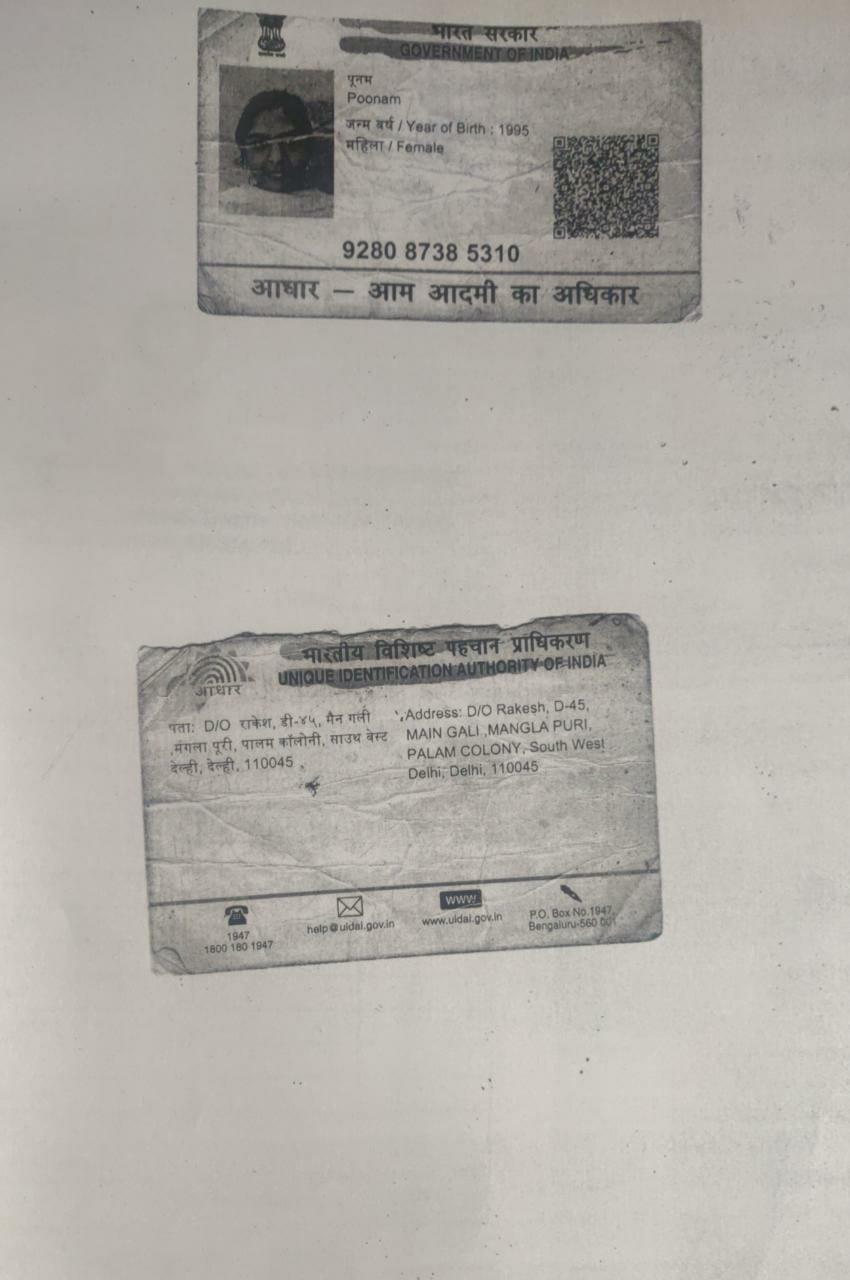 भारत सरकार
GOVERNMENT OF INDIA
पूनम
Poonam
जन्म वर्ष / Year of Birth : 1995
महिला / Female
9280 8738 5310
आधार – आम आदमी का अधिकार
भारतीय विशिष्ट पहचान प्राधिकरण
UNIQUE IDENTIFICATION AUTHORITY OF INDIA
आधार
पता: D/O राकेश, डी-४५, मैन गली
,मंगला पूरी, पालम कॉलोनी, साउथ वेस्ट
देल्ही, देल्ही, 110045
Address: D/O Rakesh, D-45,
MAIN GALI ,MANGLA PURI,
PALAM COLONY, South West
Delhi, Delhi, 110045
1947
1800 180 1947
help@uidai.gov.in
www
www.uidai.gov.in
P.O. Box No.1947,
Bengaluru-560 001